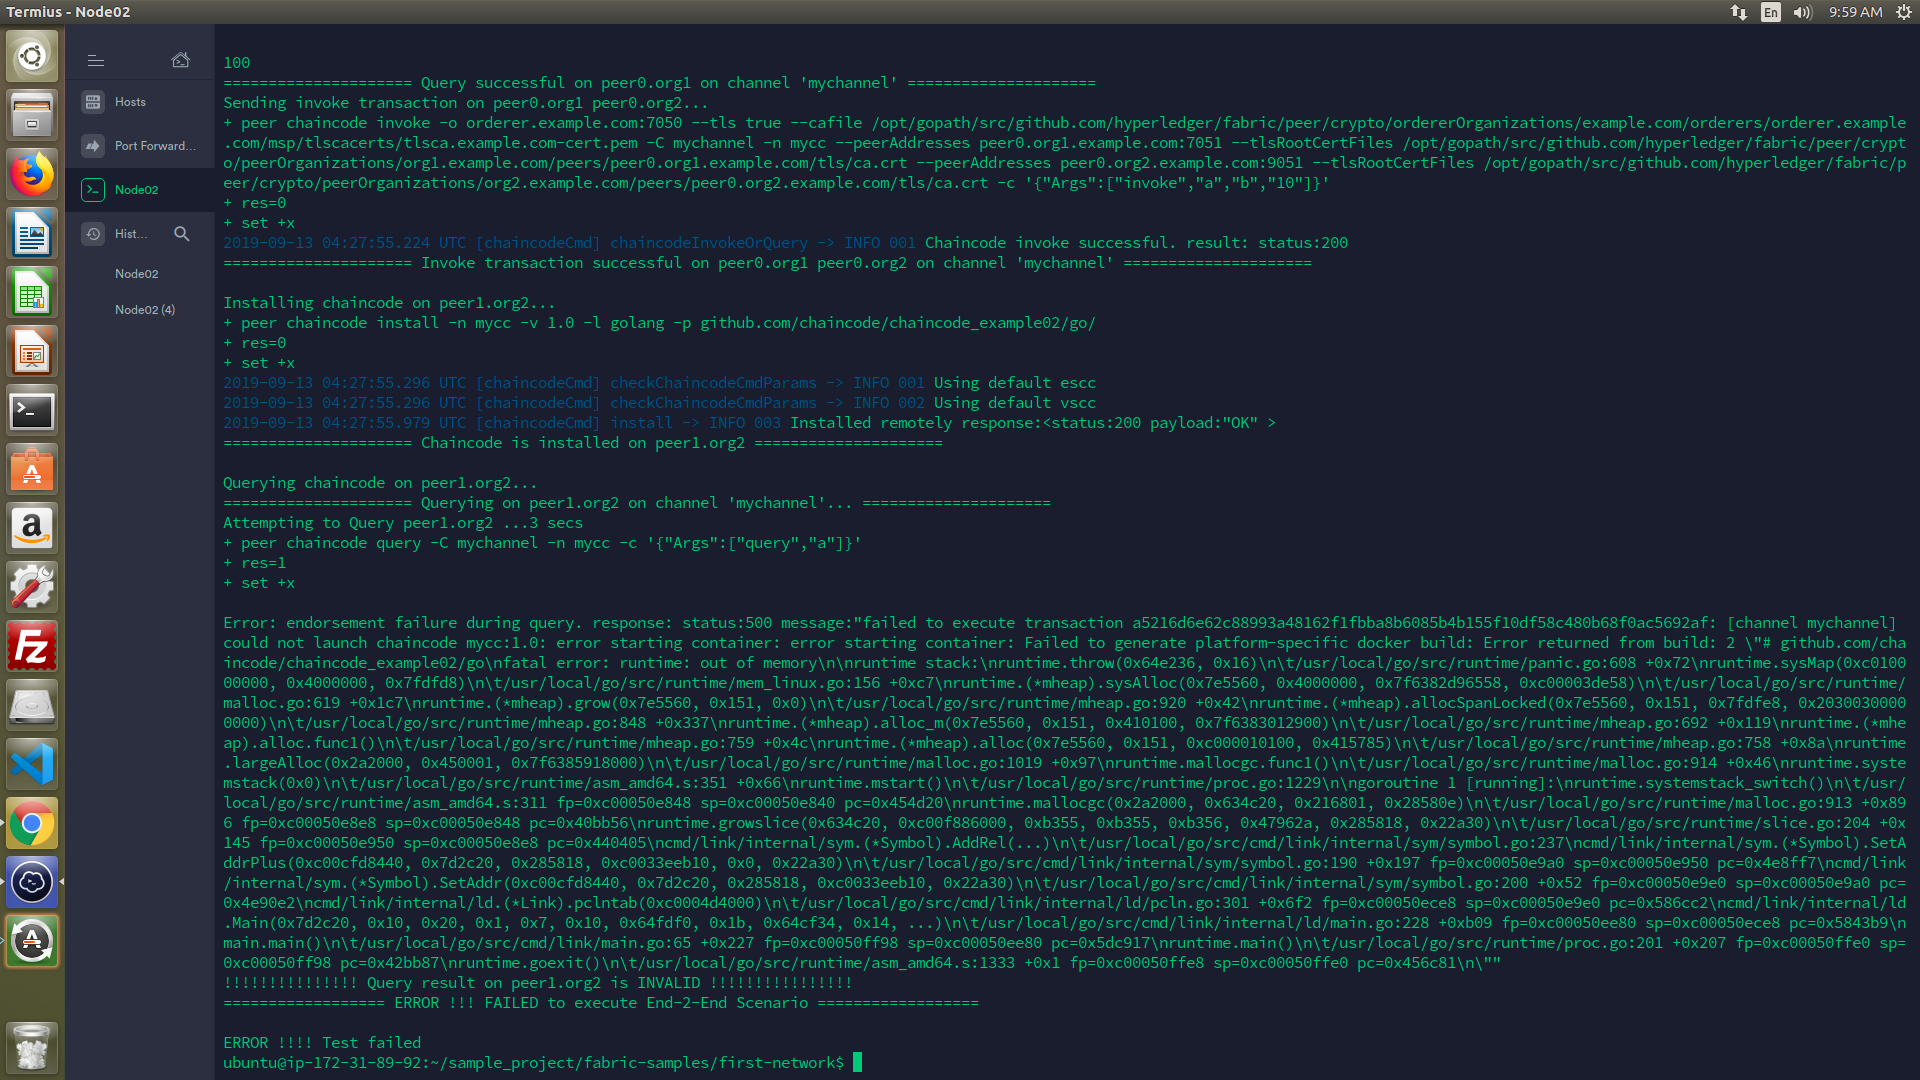 Termius - Node02
En
9:59 AM
Hosts
Port Forward...
Node02
Hist...
Node02
Node02 (4)
100
===================== Query successful on peer0.org1 on channel 'mychannel' =====================
Sending invoke transaction on peer0.org1 peer0.org2...
+ peer chaincode invoke -o orderer.example.com:7050 --tls true --cafile /opt/gopath/src/github.com/hyperledger/fabric/peer/crypto/ordererOrganizations/example.com/orderers/orderer.example
.com/msp/tlscacerts/tlsca.example.com-cert.pem -C mychannel -n mycc --peerAddresses peer0.org1.example.com:7051 --tlsRootCertFiles /opt/gopath/src/github.com/hyperledger/fabric/peer/crypt
o/peerOrganizations/org1.example.com/peers/peer0.org1.example.com/tls/ca.crt --peerAddresses peer0.org2.example.com:9051 --tlsRootCertFiles /opt/gopath/src/github.com/hyperledger/fabric/p
eer/crypto/peerOrganizations/org2.example.com/peers/peer0.org2.example.com/tls/ca.crt -c '{"Args":["invoke","a","b","10"]}'
+ res=0
+ set +x
2019-09-13 04:27:55.224 UTC [chaincodeCmd] chaincodeInvokeOrQuery -> INFO 001 Chaincode invoke successful. result: status:200
===================== Invoke transaction successful on peer0.org1 peer0.org2 on channel 'mychannel' =====================
Installing chaincode on peer1.org2...
+ peer chaincode install -n mycc -v 1.0 -l golang -p github.com/chaincode/chaincode_example02/go/
+ res=0
+ set +x
2019-09-13 04:27:55.296 UTC [chaincodeCmd] checkChaincodeCmdParams -> INFO 001 Using default escc
2019-09-13 04:27:55.296 UTC [chaincodeCmd] checkChaincodeCmdParams -> INFO 002 Using default vscc
2019-09-13 04:27:55.979 UTC [chaincodeCmd] install -> INFO 003 Installed remotely response:<status:200 payload:"OK" >
===================== Chaincode is installed on peer1.org2 =====================
Querying chaincode on peer1.org2...
===================== Querying on peer1.org2 on channel 'mychannel'... =====================
Attempting to Query peer1.org2 ...3 secs
+ peer chaincode query -C mychannel -n mycc -c '{"Args":["query","a"]}'
+ res=1
+ set +x
Error: endorsement failure during query. response: status:500 message:"failed to execute transaction a5216d6e62c88993a48162f1fbba8b6085b4b155f10df58c480b68f0ac5692af: [channel mychannel]
could not launch chaincode mycc:1.0: error starting container: error starting container: Failed to generate platform-specific docker build: Error returned from build: 2 \"# github.com/cha
incode/chaincode_example02/go\nfatal error: runtime: out of memory\n\nruntime stack:\nruntime.throw(0x64e236, 0x16)\n\t/usr/local/go/src/runtime/panic.go:608 +0x72\nruntime.sysMap(0xc0100
00000, 0x4000000, 0x7fdfd8)\n\t/usr/local/go/src/runtime/mem_linux.go:156 +0xc7\nruntime.(*mheap).sysAlloc(0x7e5560, 0x4000000, 0x7f6382d96558, 0xc00003de58)\n\t/usr/local/go/src/runtime/
malloc.go:619 +0x1c7\nruntime.(*mheap).grow(0x7e5560, 0x151, 0x0)\n\t/usr/local/go/src/runtime/mheap.go:920 +0x42\nruntime.(*mheap).allocSpanLocked(0x7e5560, 0x151, 0x7fdfe8, 0x2030030000
0000)\n\t/usr/local/go/src/runtime/mheap.go:848 +0x337\nruntime.(*mheap).alloc_m(0x7e5560, 0x151, 0x410100, 0x7f6383012900)\n\t/usr/local/go/src/runtime/mheap.go:692 +0x119\nruntime.(*mhe
ap).alloc.func1()\n\t/usr/local/go/src/runtime/mheap.go:759 +0x4c\nruntime.(*mheap).alloc(0x7e5560, 0x151, 0xc000010100, 0x415785)\n\t/usr/local/go/src/runtime/mheap.go:758 +0x8a\nruntime
.largeAlloc(0x2a2000, 0x450001, 0x7f6385918000)\n\t/usr/local/go/src/runtime/malloc.go:1019 +0x97\nruntime.mallocgc.func1()\n\t/usr/local/go/src/runtime/malloc.go:914 +0x46\nruntime.syste
mstack(0x0)\n\t/usr/local/go/src/runtime/asm_amd64.s:351 +0x66\nruntime.mstart()\n\t/usr/local/go/src/runtime/proc.go:1229\n\ngoroutine 1 [running]:\nruntime.systemstack_switch()\n\t/usr/
local/go/src/runtime/asm_amd64.s:311 fp=0xc00050e848 sp=0xc00050e840 pc=0x454d20\nruntime.mallocgc(0x2a2000, 0x634c20, 0x216801, 0x28580e)\n\t/usr/local/go/src/runtime/malloc.go:913 +0x89
6 fp=0xc00050e8e8 sp=0xc00050e848 pc=0x40bb56\nruntime.growslice(0x634c20, 0xc00f886000, 0xb355, 0xb355, 0xb356, 0x47962a, 0x285818, 0x22a30)\n\t/usr/local/go/src/runtime/slice.go:204 +0x
145 fp=0xc00050e950 sp=0xc00050e8e8 pc=0x440405\ncmd/link/internal/sym.(*Symbol).AddRel(...)\n\t/usr/local/go/src/cmd/link/internal/sym/symbol.go:237\ncmd/link/internal/sym.(*Symbol).SetA
ddrPlus(0xc00cfd8440, 0x7d2c20, 0x285818, 0xc0033eeb10, 0x0, 0x22a30)\n\t/usr/local/go/src/cmd/link/internal/sym/symbol.go:190 +0x197 fp=0xc00050e9a0 sp=0xc00050e950 pc=0x4e8ff7\ncmd/link
/internal/sym.(*Symbol).SetAddr(0xc00cfd8440, 0x7d2c20, 0x285818, 0xc0033eeb10, 0x22a30)\n\t/usr/local/go/src/cmd/link/internal/sym/symbol.go:200 +0x52 fp=0xc00050e9e0 sp=0xc00050e9a0 pc=
0x4e90e2\ncmd/link/internal/ld.(*Link).pclntab(0xc0004d4000)\n\t/usr/local/go/src/cmd/link/internal/ld/pcln.go:301 +0x6f2 fp=0xc00050ece8 sp=0xc00050e9e0 pc=0x586cc2\ncmd/link/internal/ld
.Main(0x7d2c20, 0x10, 0x20, 0x1, 0x7, 0x10, 0x64fdf0, 0x1b, 0x64cf34, 0x14, ...)\n\t/usr/local/go/src/cmd/link/internal/ld/main.go:228 +0xb09 fp=0xc00050ee80 sp=0xc00050ece8 pc=0x5843b9\n
main.main()\n\t/usr/local/go/src/cmd/link/main.go:65 +0x227 fp=0xc00050ff98 sp=0xc00050ee80 pc=0x5dc917\nruntime.main()\n\t/usr/local/go/src/runtime/proc.go:201 +0x207 fp=0xc00050ffe0 sp=
0xc00050ff98 pc=0x42bb87\nruntime.goexit()\n\t/usr/local/go/src/runtime/asm_amd64.s:1333 +0x1 fp=0xc00050ffe8 sp=0xc00050ffe0 pc=0x456c81\n\""
!!!!!!!!!!!!!!! Query result on peer1.org2 is INVALID !!!!!!!!!!!!!!!!
================== ERROR !!! FAILED to execute End-2-End Scenario ==================
ERROR !!!! Test failed
ubuntu@ip-172-31-89-92:~/sample_project/fabric-samples/first-network$